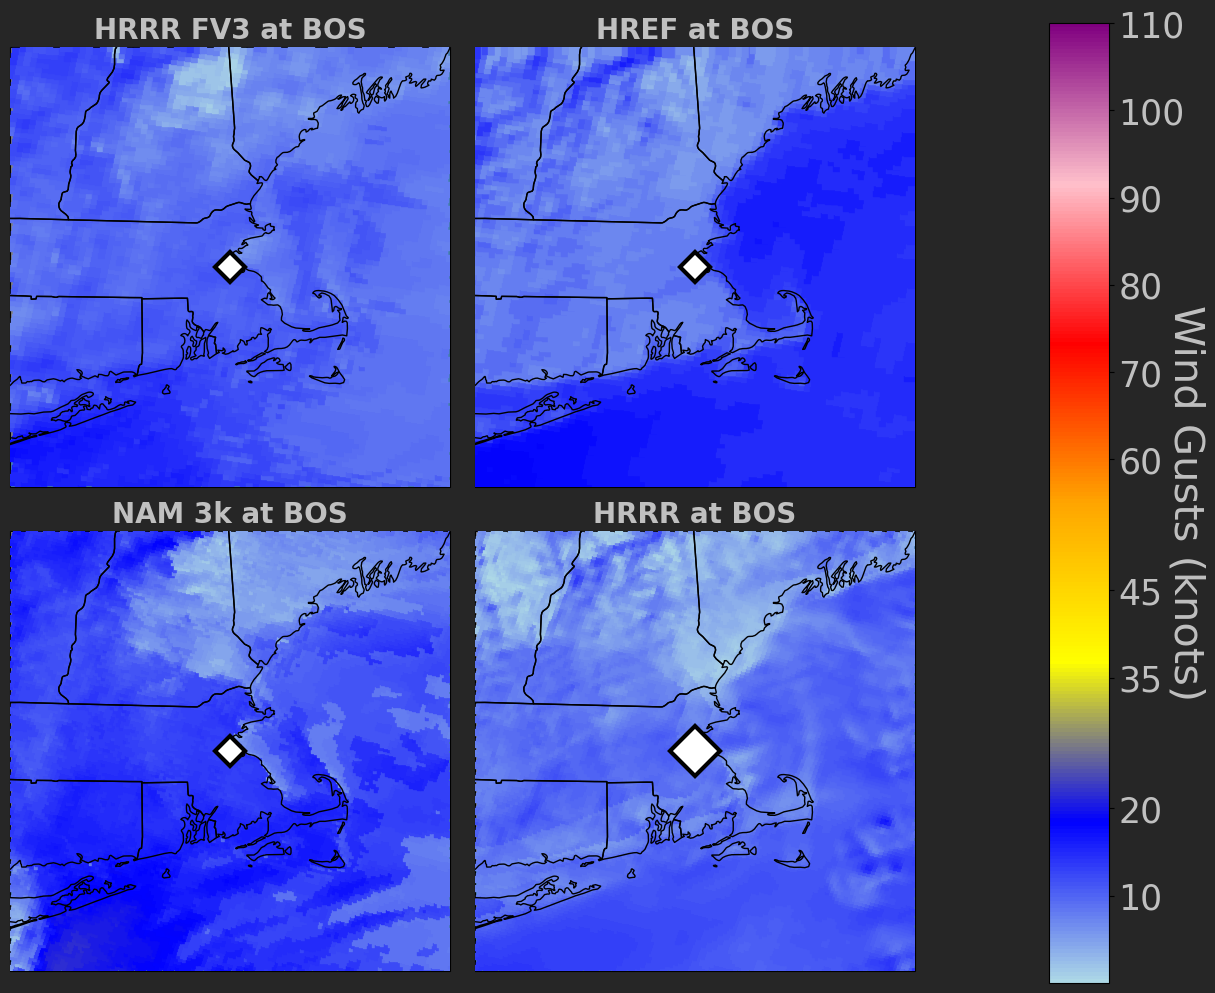 HRRR FV3 at BOS
HREF at BOS
NAM 3k at BOS
HRRR at BOS
110
100
90
80
70
60
45
35
20
10
Wind Gusts (knots)